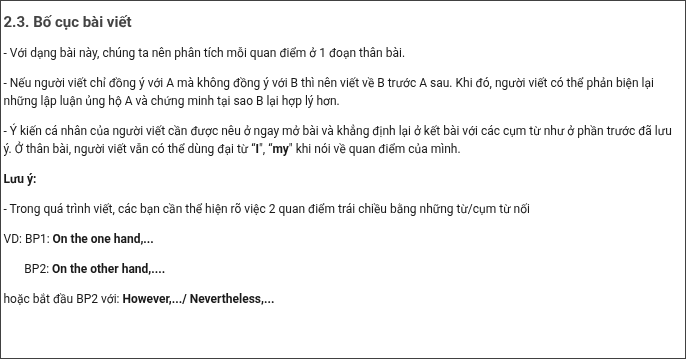 2.3. Bố cục bài viết
- Với dạng bài này, chúng ta nên phân tích mỗi quan điểm ở 1 đoạn thân bài.
- Nếu người viết chỉ đồng ý với A mà không đồng ý với B thì nên viết về B trước A sau. Khi đó, người viết có thể phản biện lại
những lập luận ủng hộ A và chứng minh tại sao B lại hợp lý hơn.
- Ý kiến cá nhân của người viết cần được nêu ở ngay mở bài và khẳng định lại ở kết bài với các cụm từ như ở phần trước đã lưu
ý. Ở thân bài, người viết vẫn có thể dùng đại từ “I”, “my” khi nói về quan điểm của mình.
Lưu ý:
- Trong quá trình viết, các bạn cần thể hiện rõ việc 2 quan điểm trái chiều bằng những từ/cụm từ nối
VD: BP1: On the one hand,...
BP2: On the other hand,....
hoặc bắt đầu BP2 với: However,.../ Nevertheless,...